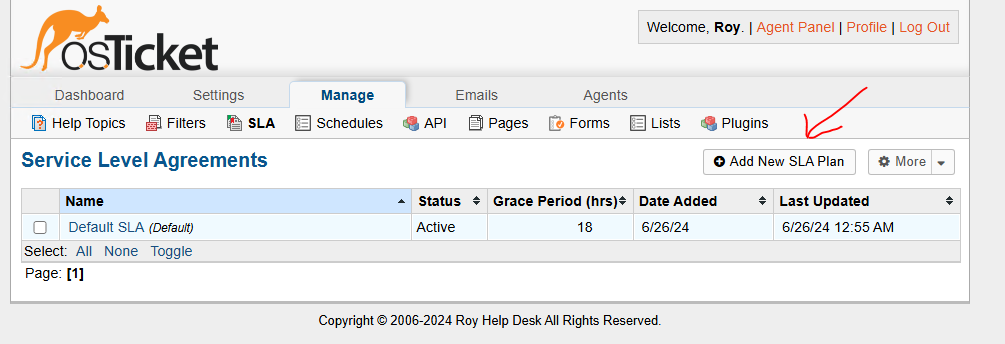 Welcome, Roy. | Agent Panel | Profile | Log Out
osTicket
Dashboard Settings Manage Emails Agents
Help Topics Filters SLA Schedules API Pages Forms Lists Plugins
Service Level Agreements
Add New SLA Plan More
Name Status Grace Period (hrs) Date Added Last Updated
Default SLA (Default) Active 18 6/26/24 6/26/24 12:55 AM
Select: All None Toggle
Page: [1]
Copyright © 2006-2024 Roy Help Desk All Rights Reserved.